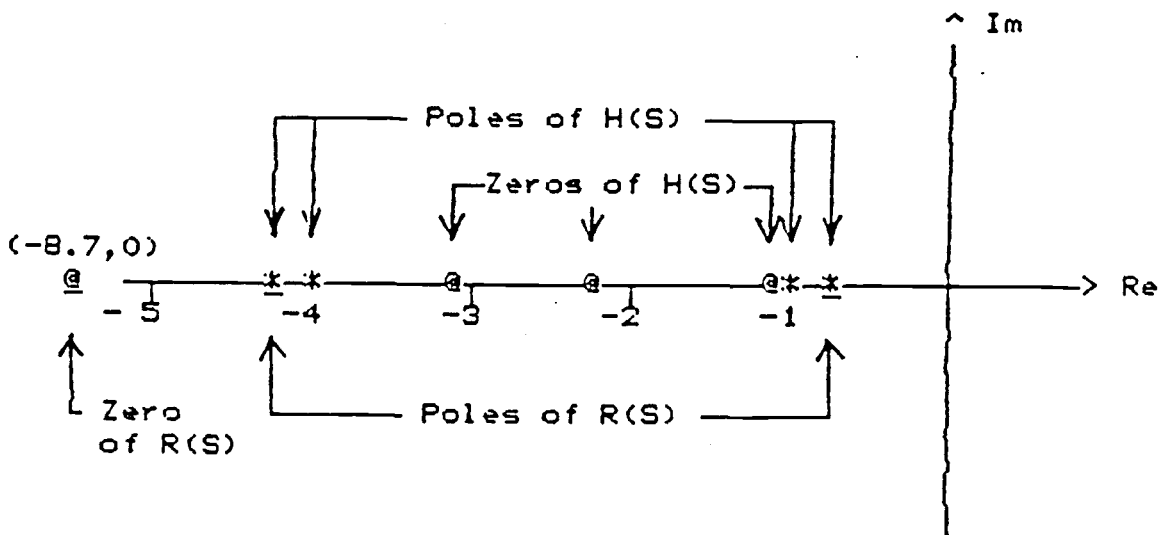 ^ Im
Poles of H(S)
Zeros of H(S)
(-8.7,0)
@ * * @ @ @ * * > Re
- 5 -4 -3 -2 -1
Zero
of R(S)
Poles of R(S)